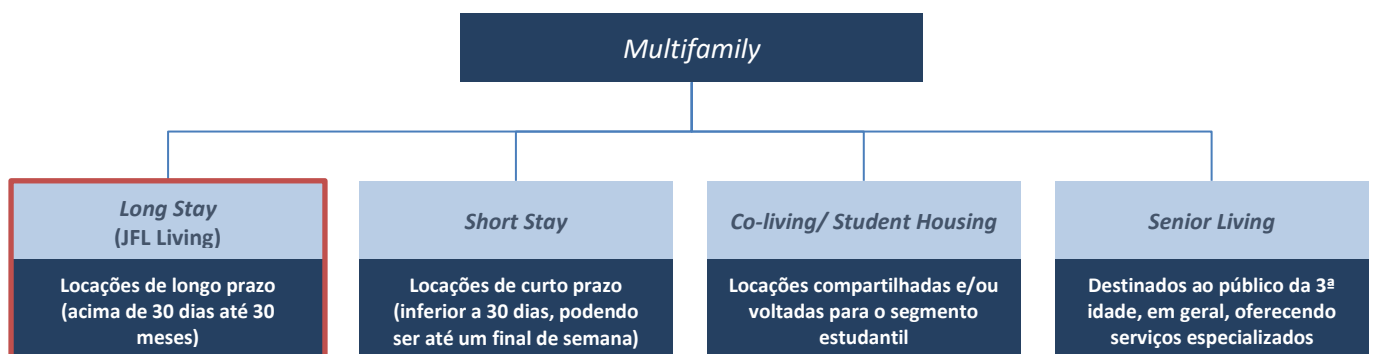 Multifamily
Long Stay
(JFL Living)
Locações de longo prazo
(acima de 30 dias até 30
meses)
Short Stay
Locações de curto prazo
(inferior a 30 dias, podendo
ser até um final de semana)
Co-living/ Student Housing
Locações compartilhadas e/ou
voltadas para o segmento
estudantil
Senior Living
Destinados ao público da 3ª
idade, em geral, oferecendo
serviços especializados